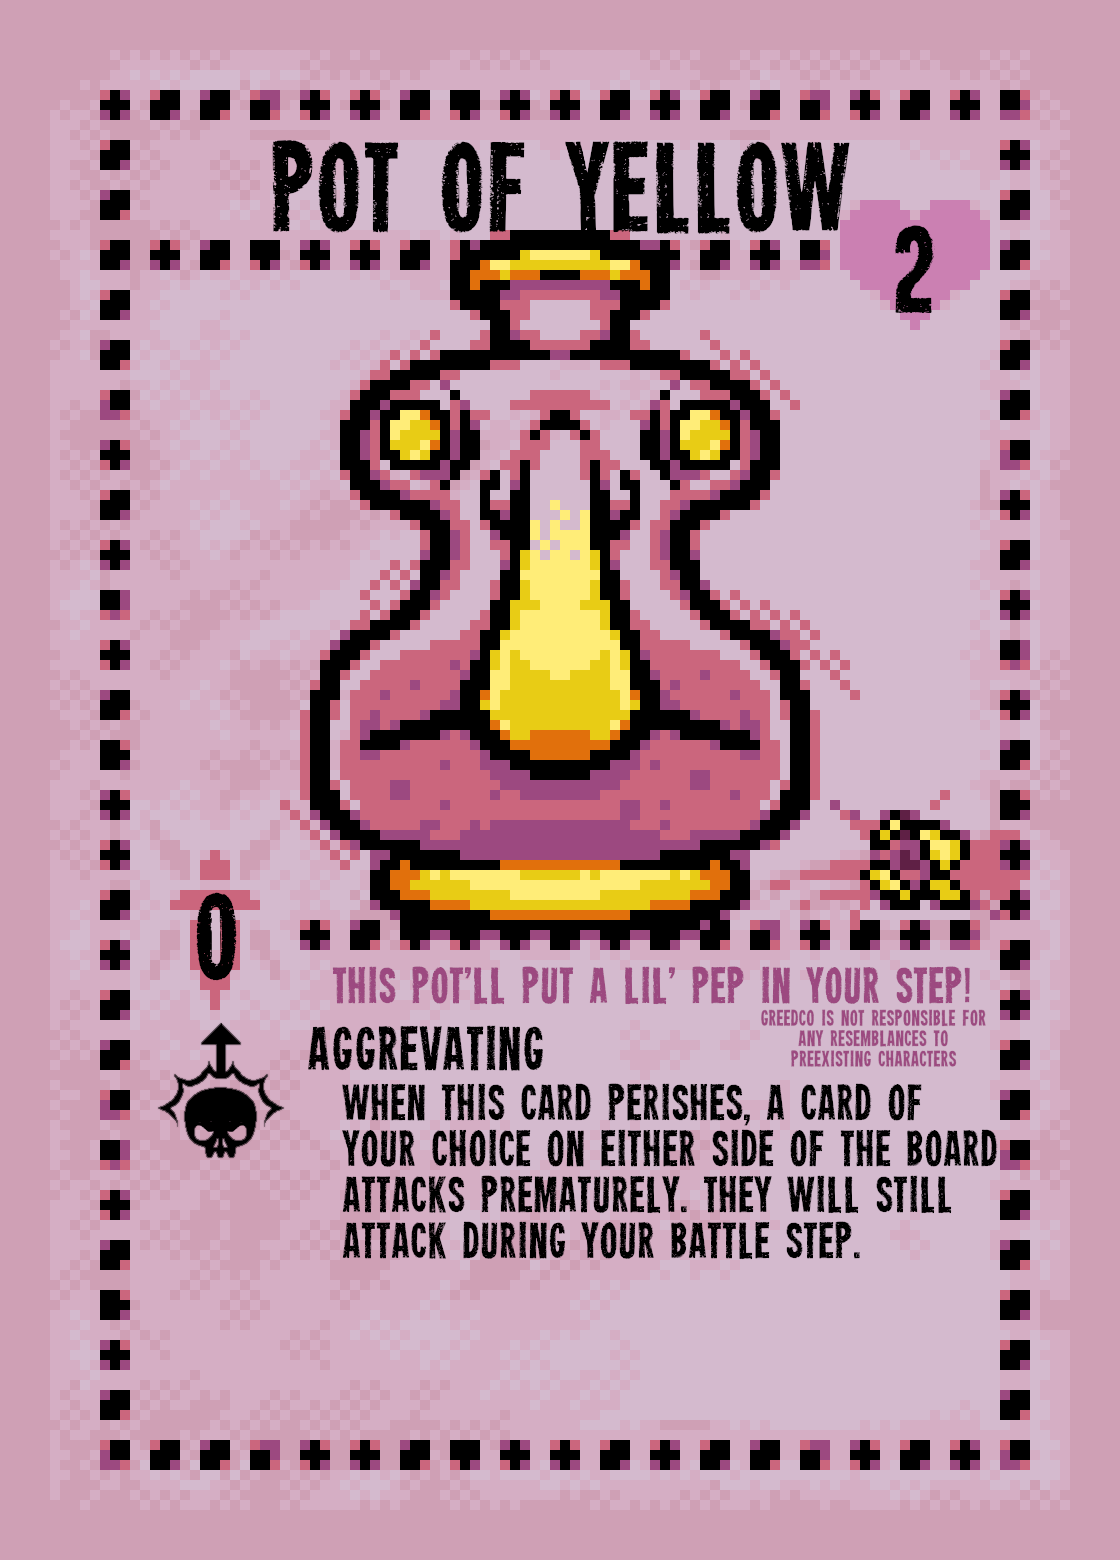 POT OF YELLOW
2
0
THIS POT'LL PUT A LIL' PEP IN YOUR STEP!
GREEDCO IS NOT RESPONSIBLE FOR
ANY RESEMBLANCES TO
PREEXISTING CHARACTERS
AGGREVATING
WHEN THIS CARD PERISHES, A CARD OF
YOUR CHOICE ON EITHER SIDE OF THE BOARD
ATTACKS PREMATURELY. THEY WILL STILL
ATTACK DURING YOUR BATTLE STEP.